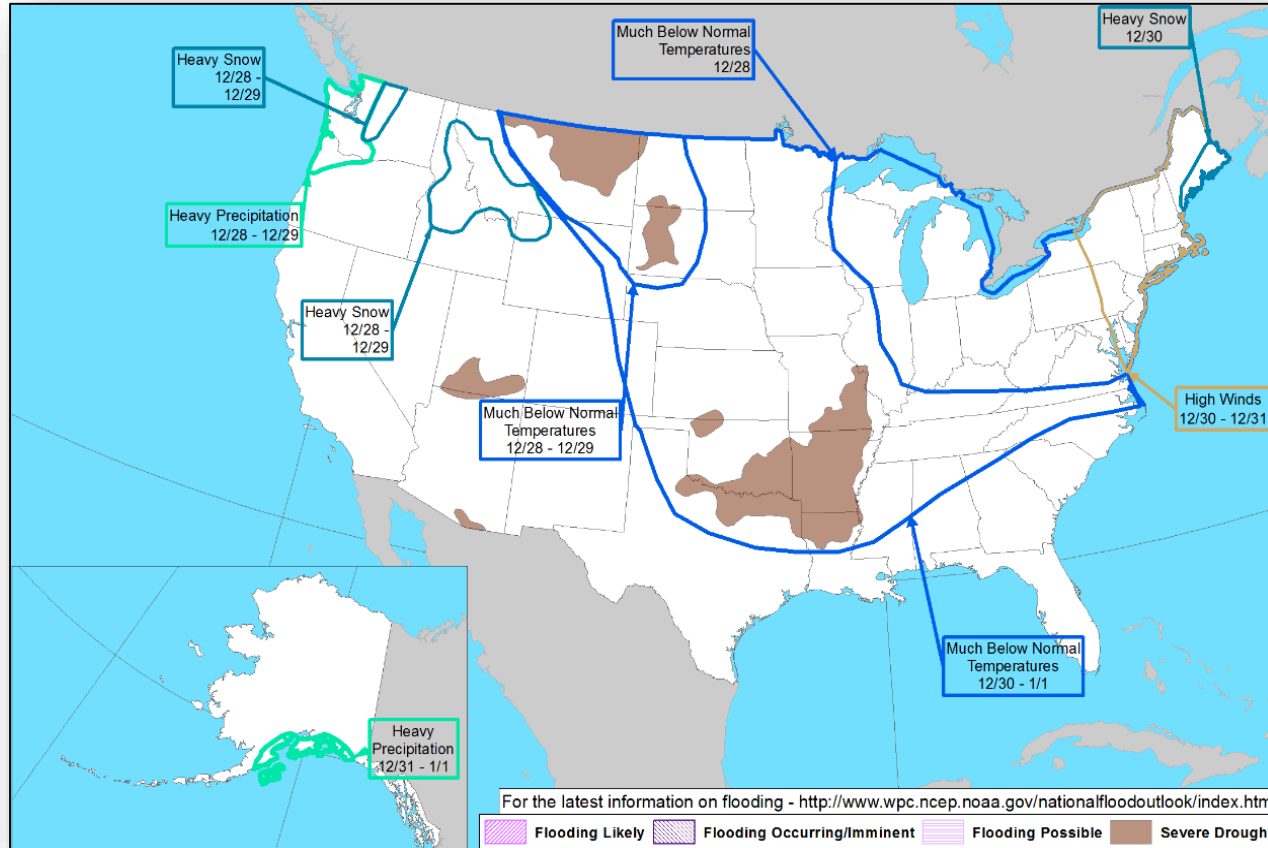 Heavy Snow
12/28 -
12/29
Much Below Normal
Temperatures
12/28
Heavy Snow
12/30
Heavy Precipitation
12/28 - 12/29
Heavy Snow
12/28 -
12/29
Much Below Normal
Temperatures
12/28 - 12/29
High Winds
12/30 - 12/31
Much Below Normal
Temperatures
12/30 - 1/1
Heavy
Precipitation
12/31 - 1/1
For the latest information on flooding - http://www.wpc.ncep.noaa.gov/nationalfloodoutlook/index.htm
Flooding Likely
Flooding Occurring/Imminent
Flooding Possible
Severe Drough